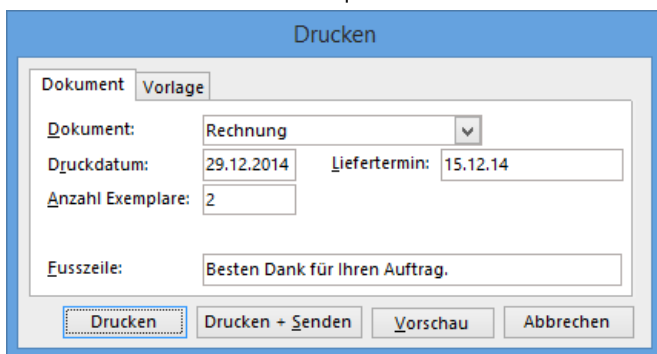 Drucken
Dokument Vorlage
Dokument: Rechnung
Druckdatum: 29.12.2014 Liefertermin: 15.12.14
Anzahl Exemplare: 2
Fusszeile: Besten Dank für Ihren Auftrag.
Drucken Drucken + Senden Vorschau Abbrechen